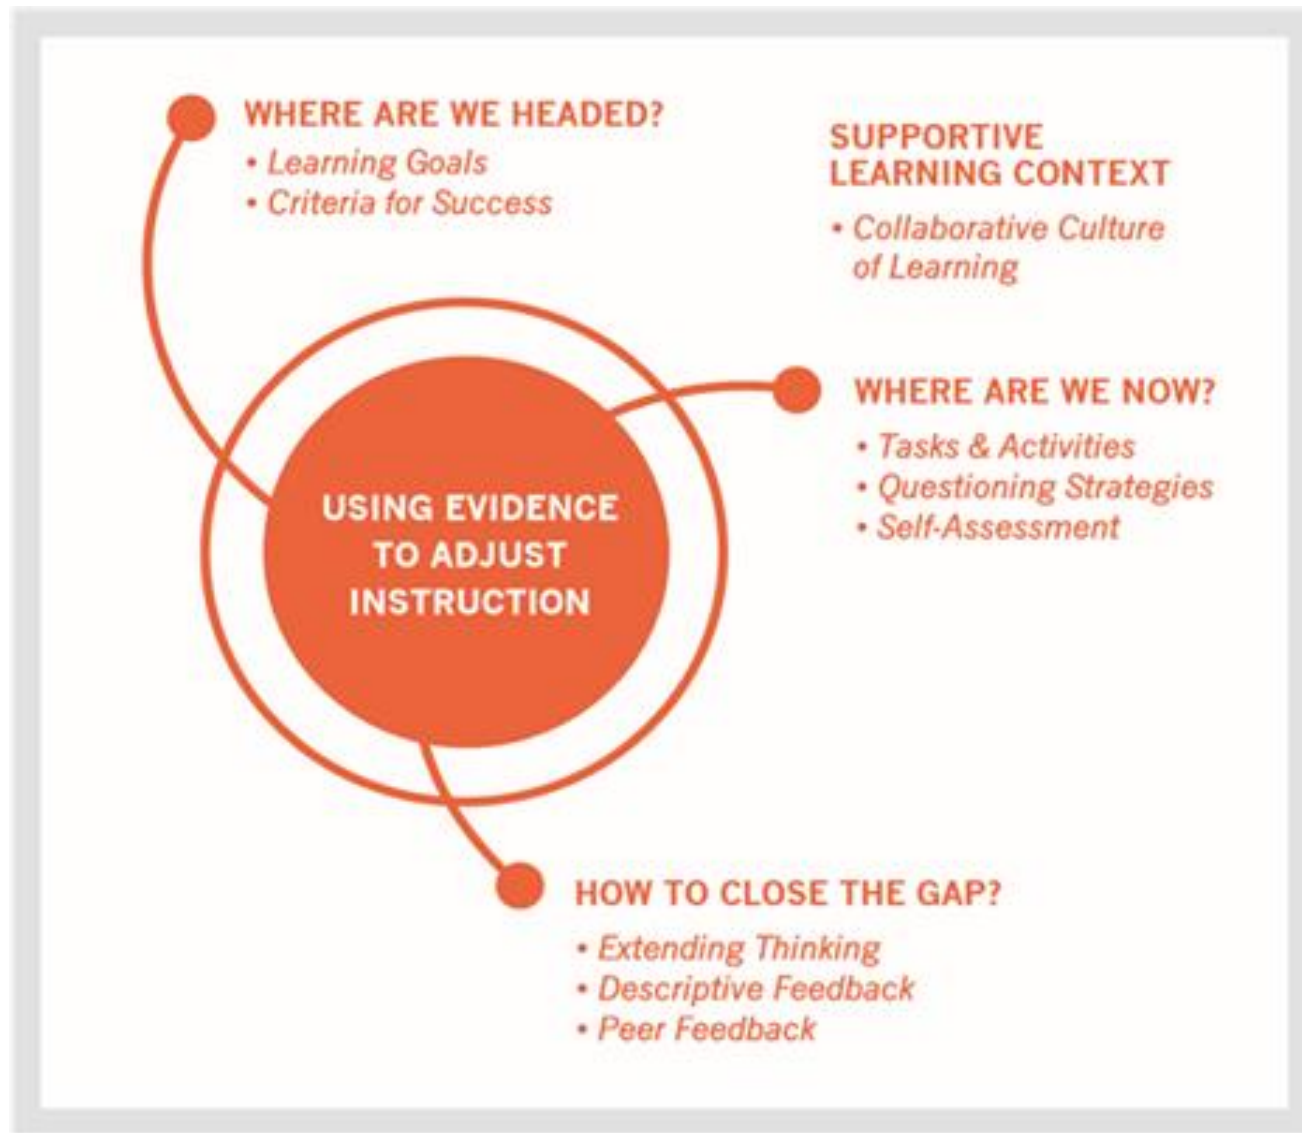 WHERE ARE WE HEADED?
• Learning Goals
• Criteria for Success
SUPPORTIVE
LEARNING CONTEXT
• Collaborative Culture
of Learning
WHERE ARE WE NOW?
• Tasks & Activities
• Questioning Strategies
• Self-Assessment
USING EVIDENCE
TO ADJUST
INSTRUCTION
HOW TO CLOSE THE GAP?
• Extending Thinking
• Descriptive Feedback
• Peer Feedback